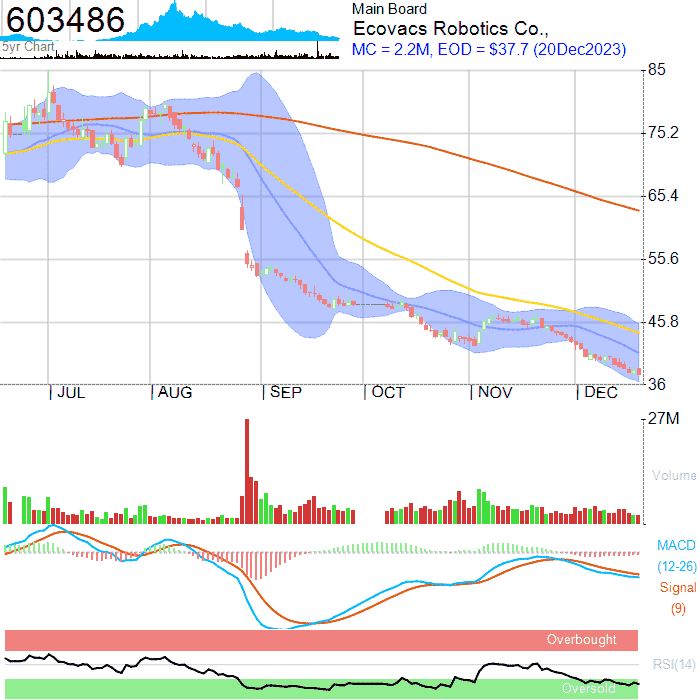 603486
5yr Chart
Main Board
Ecovacs Robotics Co.,
MC = 2.2M, EOD = $37.7 (20Dec2023)
85
75.2
65.4
55.6
45.8
36
JUL
AUG
SEP
OCT
NOV
DEC
27M
Volume
MACD
(12-26)
Signal
(9)
Overbought
RSI(14)
Oversold